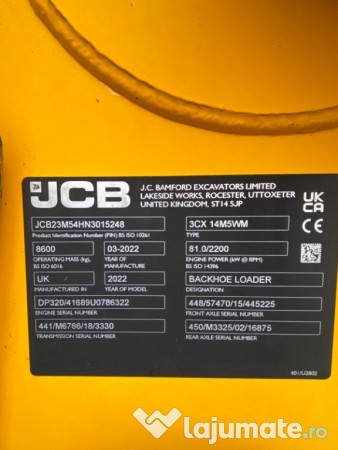 JCB
J.C. BAMFORD EXCAVATORS LIMITED
LAKESIDE WORKS, ROCESTER, UTTOXETER
UNITED KINGDOM, ST14 5JP
UK
CA
CE
JCB23M54HN3015248
Product Identification Number (PIN) BS ISO 10261
3CX 14M5WM
TYPE
8600
OPERATING MASS (kg),
BS ISO 6016
03-2022
YEAR OF
MANUFACTURE
81.0/2200
ENGINE POWER (kW @ RPM)
BS ISO 14396
UK
MANUFACTURED IN
2022
YEAR OF MODEL
BACKHOE LOADER
DESIGNATION
DP320/41689U0786322
ENGINE SERIAL NUMBER
448/57470/15/445225
FRONT AXLE SERIAL NUMBER
441/M6766/18/3330
TRANSMISSION SERIAL NUMBER
450/M3325/02/16875
REAR AXLE SERIAL NUMBER
lajumate.ro